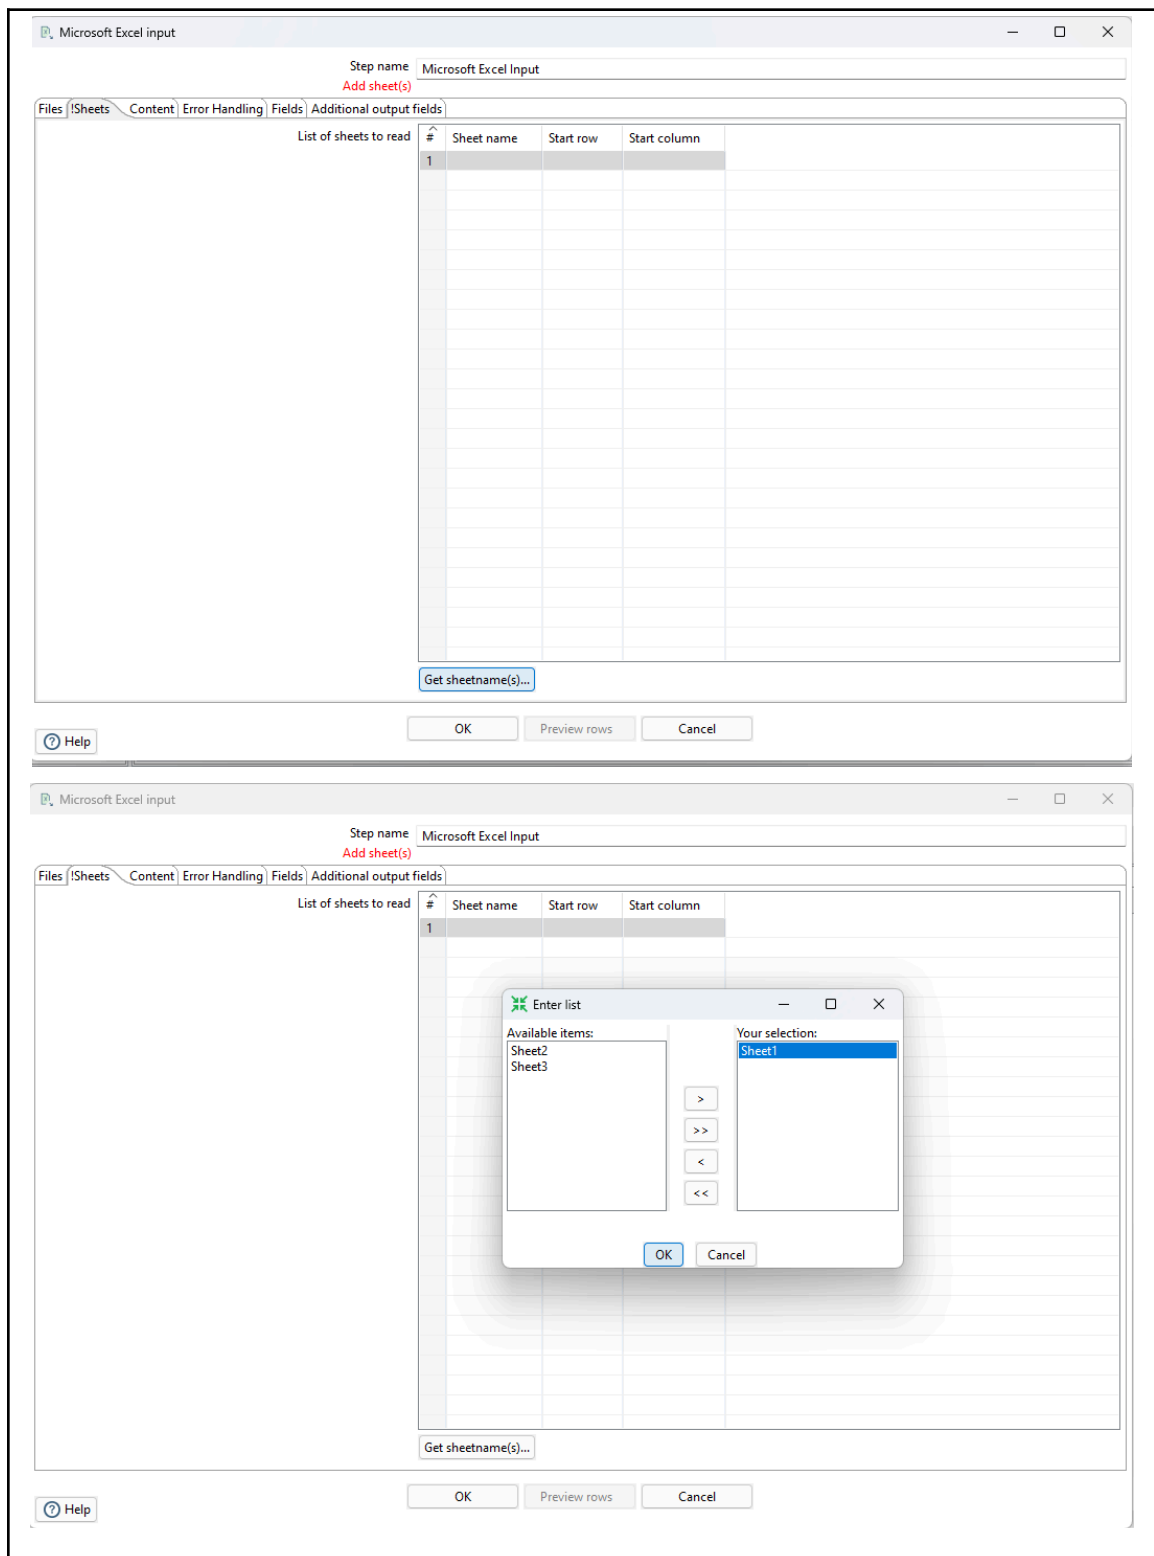 Microsoft Excel input
Step name Microsoft Excel Input
Add sheet(s)
Files !Sheets Content Error Handling Fields Additional output fields
List of sheets to read # Sheet name Start row Start column
1
Get sheetname(s)...
OK Preview rows Cancel
Help
Microsoft Excel input
Step name Microsoft Excel Input
Add sheet(s)
Files !Sheets Content Error Handling Fields Additional output fields
List of sheets to read # Sheet name Start row Start column
1
Enter list
Available items: Your selection:
Sheet2 Sheet1
Sheet3
>
>>
<
<<
OK Cancel
Get sheetname(s)...
OK Preview rows Cancel
Help